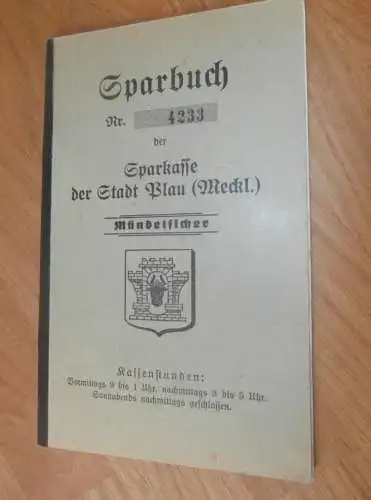 Sparbuch
Nr. 4233
der
Sparkasse
der Stadt Plau (Meckl.)
Mündelsicher
Kassenstunden:
Vormittags 9 bis 1 Uhr, nachmittags 3 bis 5 Uhr.
Sonnabends nachmittags geschlossen.